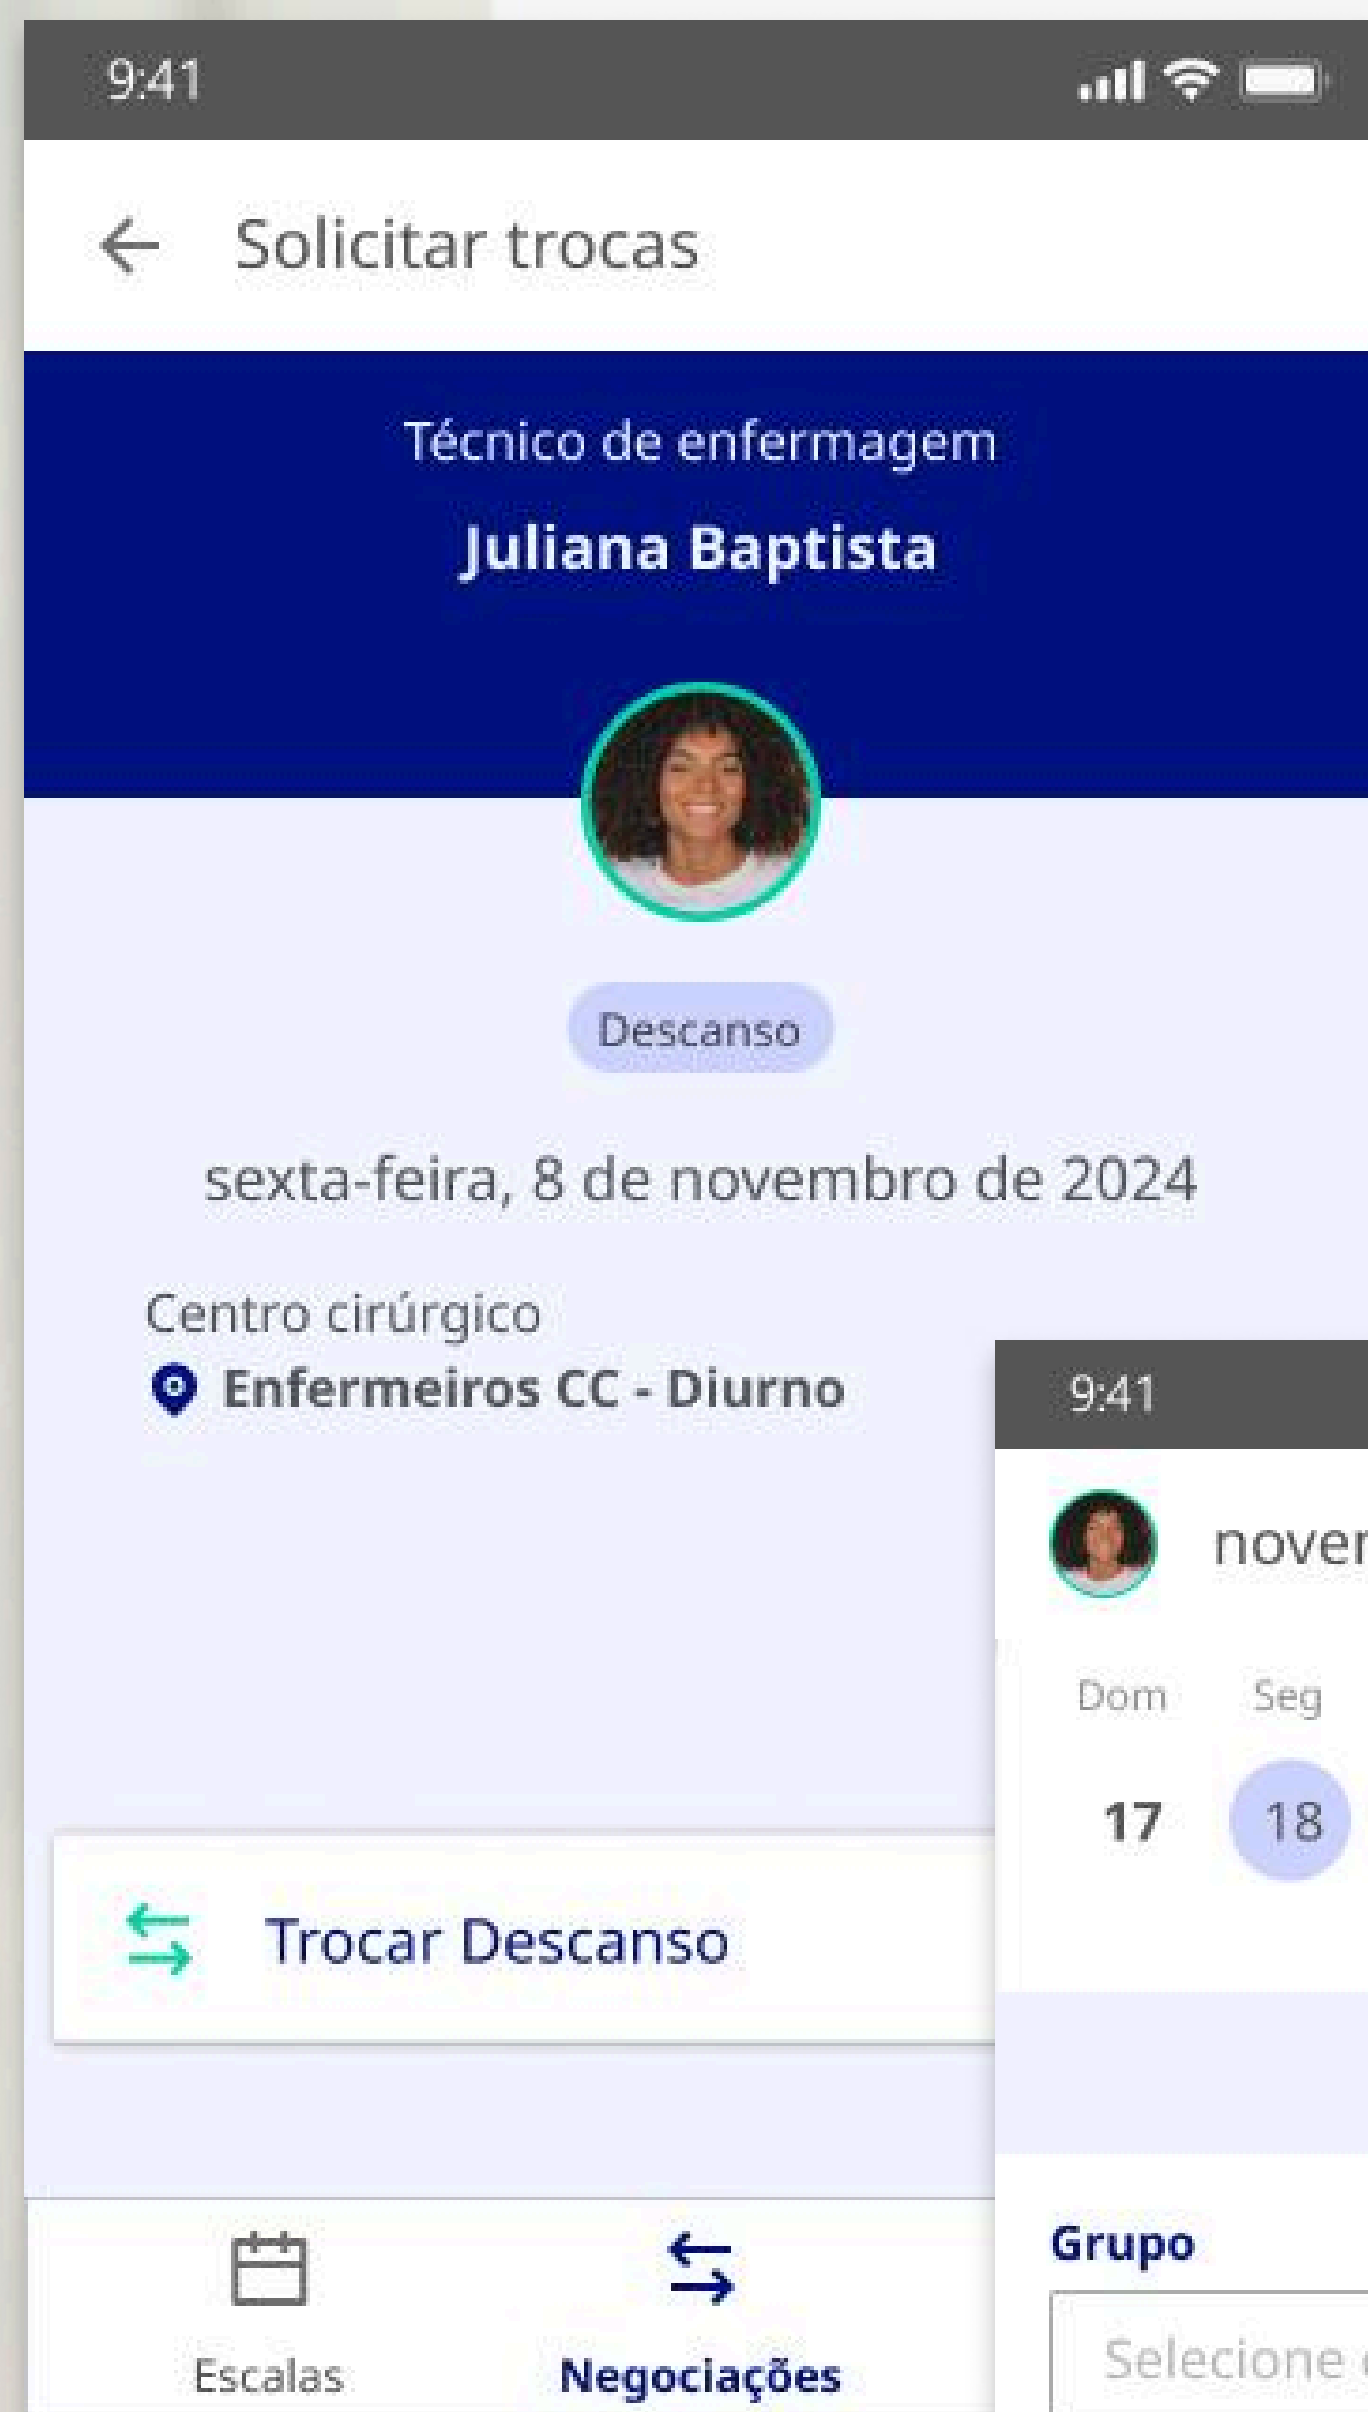 9:41
Solicitar trocas
Técnico de enfermagem
Juliana Baptista
Descanso
sexta-feira, 8 de novembro de 2024
Centro cirúrgico
Enfermeiros CC - Diurno
Trocar Descanso
Escalas
Negociações
9:41
Dom Seg
17 18
Grupo
Selecione